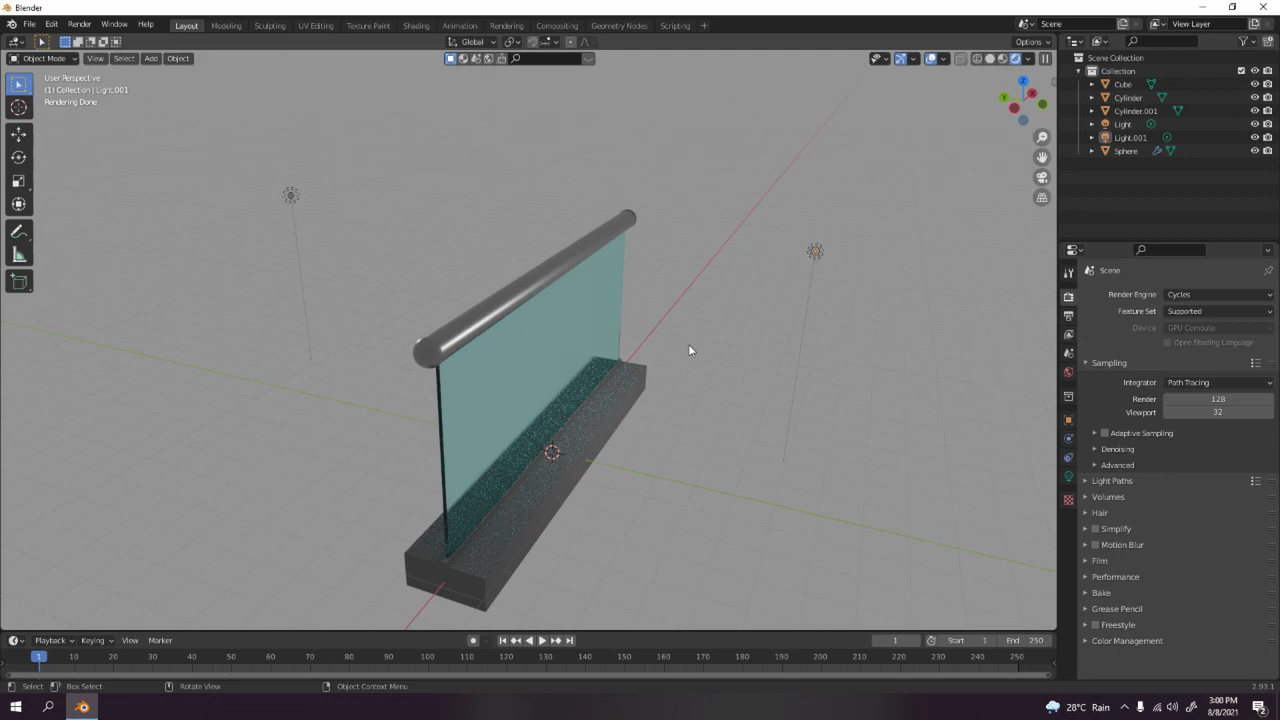 Blender
File Edit Render Window Help Layout Modeling Sculpting UV Editing Texture Paint Shading Animation Rendering Compositing Geometry Nodes Scripting + Scene View Layer
Global Options
Object Mode View Select Add Object
User Perspective
(1) Collection | Light.001
Rendering Done
Z
Y
X
Scene Collection
Collection
Cube
Cylinder
Cylinder.001
Light
Light.001
Sphere
Scene
Render Engine Cycles
Feature Set Supported
Device GPU Compute
Open Shading Language
Sampling
Integrator Path Tracing
Render 128
Viewport 32
Adaptive Sampling
Denoising
Advanced
Light Paths
Volumes
Hair
Simplify
Motion Blur
Film
Performance
Bake
Grease Pencil
Freestyle
Color Management
Playback Keying View Marker 1 Start 1 End 250
1 10 20 30 40 50 60 70 80 90 100 110 120 130 140 150 160 170 180 190 200 210 220 230 240 250
Select Box Select Rotate View Object Context Menu 2.93.1
28°C Rain 3:00 PM
8/8/2021
2